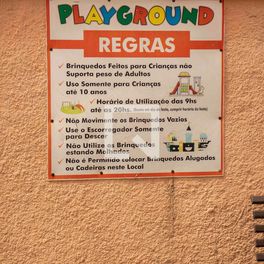 PLAYGROUND
REGRAS
Brinquedos Feitos para Crianças não
Suporta peso de Adultos
Uso Somente para Crianças
até 10 anos
Horário de Utilização das 9hs
até as 20hs.
Não Movimente os Brinquedos Vazios
Use o Escorregador Somente
para Descer
Não Utilize os Brinquedos
estando Molhados
Não é Permitido colocar Brinquedos Alugados
ou Cadeiras neste Local